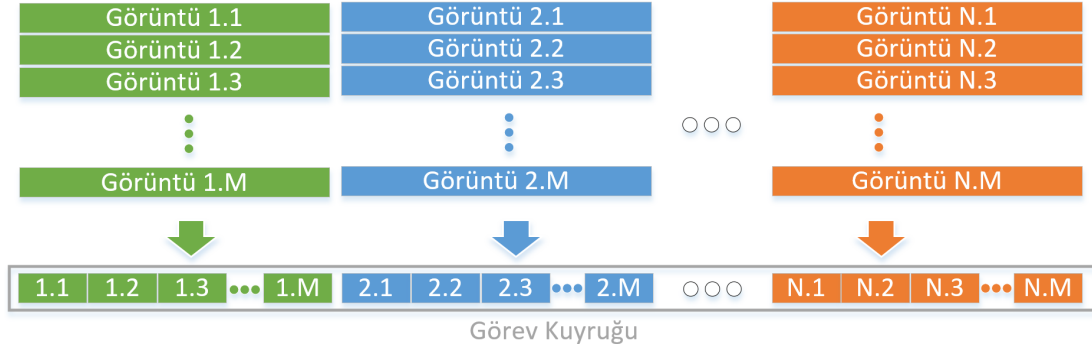 Görüntü 1.1 Görüntü 2.1 Görüntü N.1
Görüntü 1.2 Görüntü 2.2 Görüntü N.2
Görüntü 1.3 Görüntü 2.3 Görüntü N.3
Görüntü 1.M Görüntü 2.M Görüntü N.M
1.1 1.2 1.3 1.M 2.1 2.2 2.3 2.M N.1 N.2 N.3 N.M
Görev Kuyruğu